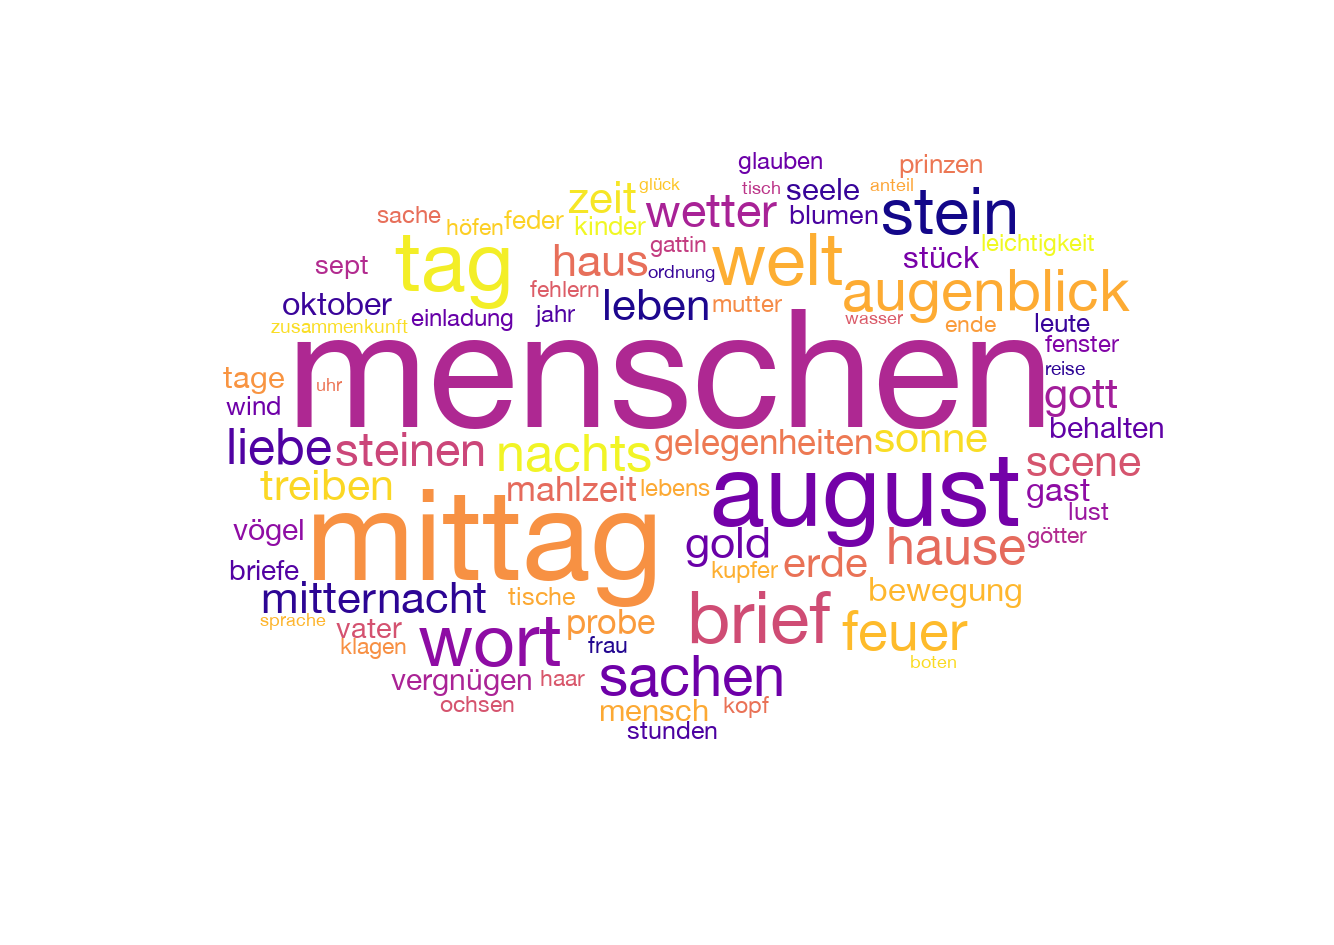 glauben
prinzen
zeit
glück
tisch
seele
anteil
sache
höfen
feder
kinder
wetter
blumen
stein
tag
haus
gattin
welt
stück
leichtigkeit
sept
fehlern
ordnung
augenblick
oktober
einladung
jahr
leben
mutter
wasser
ende
leute
zusammenkunft
menschen
fenster
tage
uhr
reise
gott
wind
behalten
liebe
steinen
nachts
gelegenheiten
sonne
scene
treiben
mahlzeit
lebens
august
gast
lust
vögel
mittag
gold
hause
götter
briefe
kupfer
erde
mitternacht
tische
bewegung
sprache
vater
wort
probe
brief
feuer
klagen
frau
boten
vergnügen
haar
sachen
ochsen
mensch
kopf
stunden